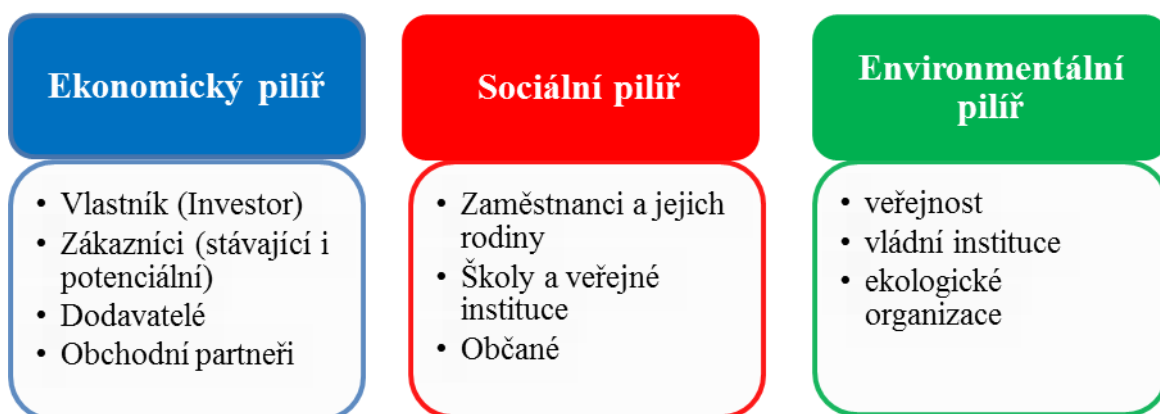 Ekonomický pilíř
• Vlastník (Investor)
• Zákazníci (stávající i
potenciální)
• Dodavatelé
• Obchodní partneři
Sociální pilíř
• Zaměstnanci a jejich
rodiny
• Školy a veřejné
instituce
• Občané
Environmentální
pilíř
• veřejnost
• vládní instituce
• ekologické
organizace